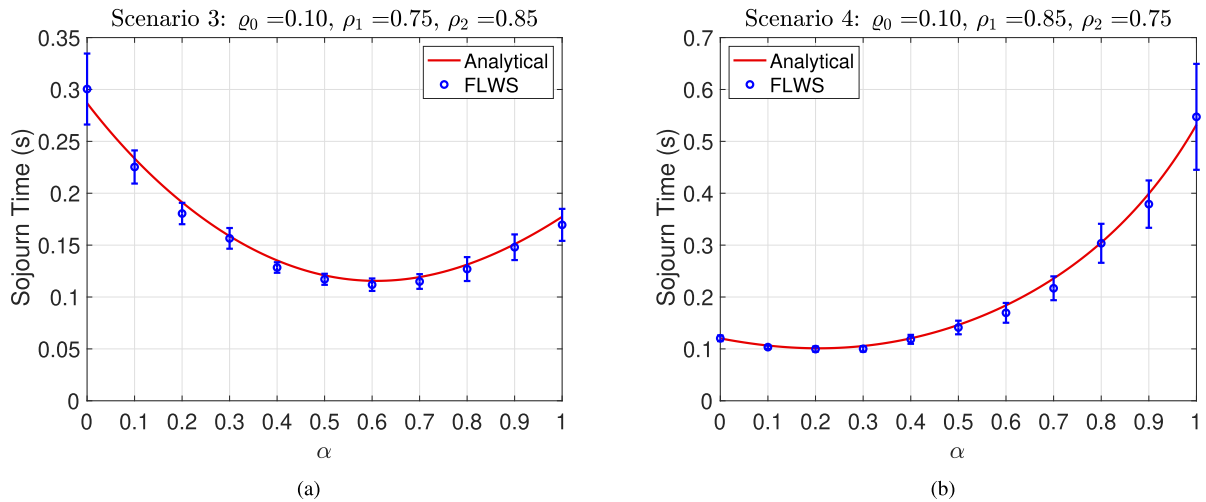 Scenario 3: ϱ₀ =0.10, ρ₁ =0.75, ρ₂ =0.85
0.35
0.3
0.25
0.2
0.15
0.1
0.05
0
Sojourn Time (s)
Analytical
FLWS
0 0.1 0.2 0.3 0.4 0.5 0.6 0.7 0.8 0.9 1
α
(a)
Scenario 4: ϱ₀ =0.10, ρ₁ =0.85, ρ₂ =0.75
0.7
0.6
0.5
0.4
0.3
0.2
0.1
0
Sojourn Time (s)
Analytical
FLWS
0 0.1 0.2 0.3 0.4 0.5 0.6 0.7 0.8 0.9 1
α
(b)